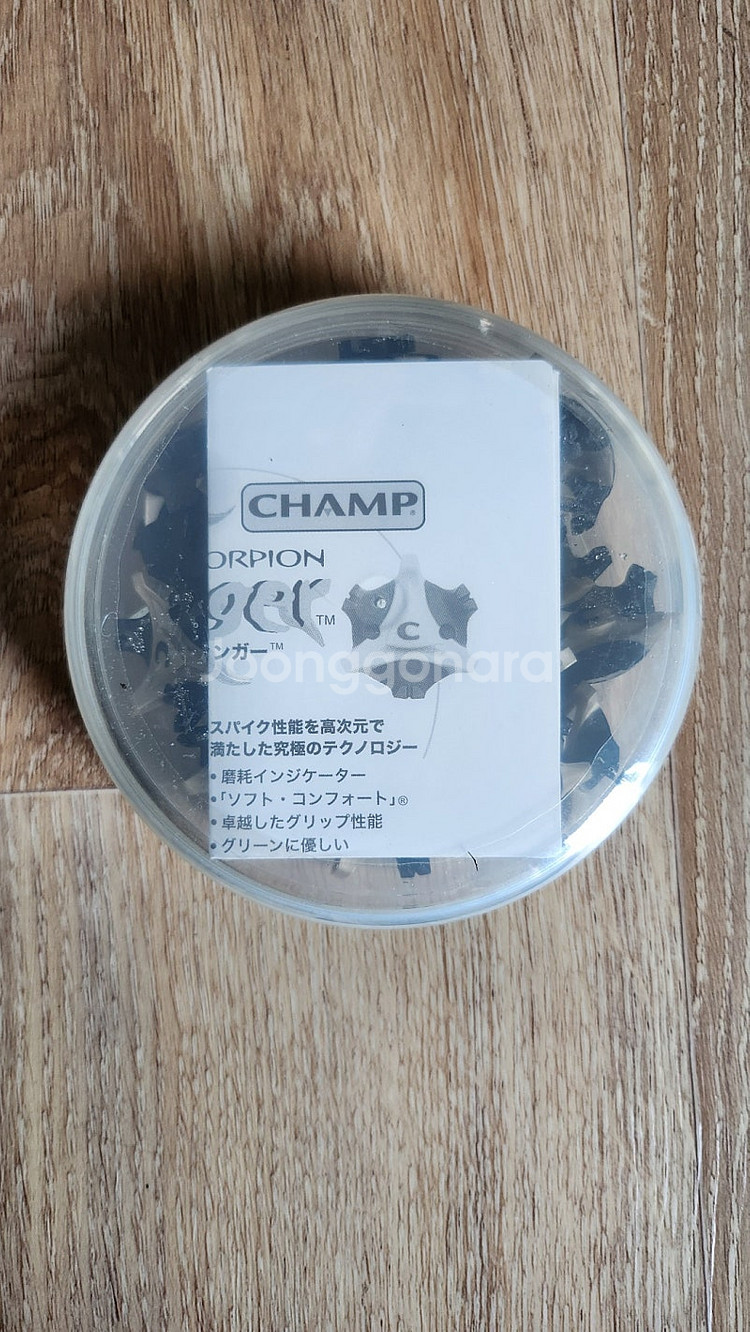 CHAMP®
ORPION
ger™
ンガー™
C
Joonggonara
スパイク性能を高次元で
満たした究極のテクノロジー
• 磨耗インジケーター
•「ソフト・コンフォート」®
• 卓越したグリップ性能
• グリーンに優しい